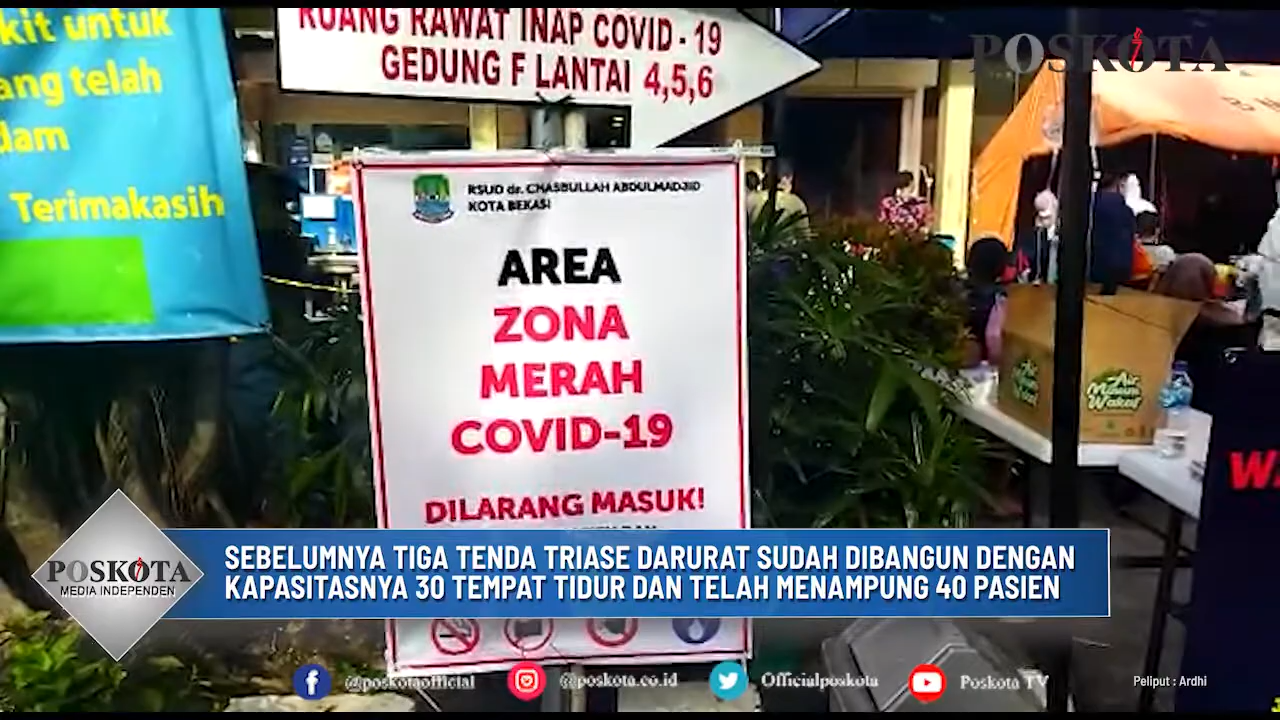 kit untuk
ang telah
dam
Terimakasih
RUANG RAWAT INAP COVID - 19
GEDUNG F LANTAI 4,5,6
POSKOTA
RSUD dr. CHASBULLAH ABDULMADJID
KOTA BEKASI
AREA
ZONA
MERAH
COVID-19
DILARANG MASUK!
Air
Minum
Wakaf
POSKOTA
MEDIA INDEPENDEN
SEBELUMNYA TIGA TENDA TRIASE DARURAT SUDAH DIBANGUN DENGAN
KAPASITASNYA 30 TEMPAT TIDUR DAN TELAH MENAMPUNG 40 PASIEN
@poskotaofficial
@poskota.co.id
Officialposkota
Poskota TV
Peliput : Ardhi